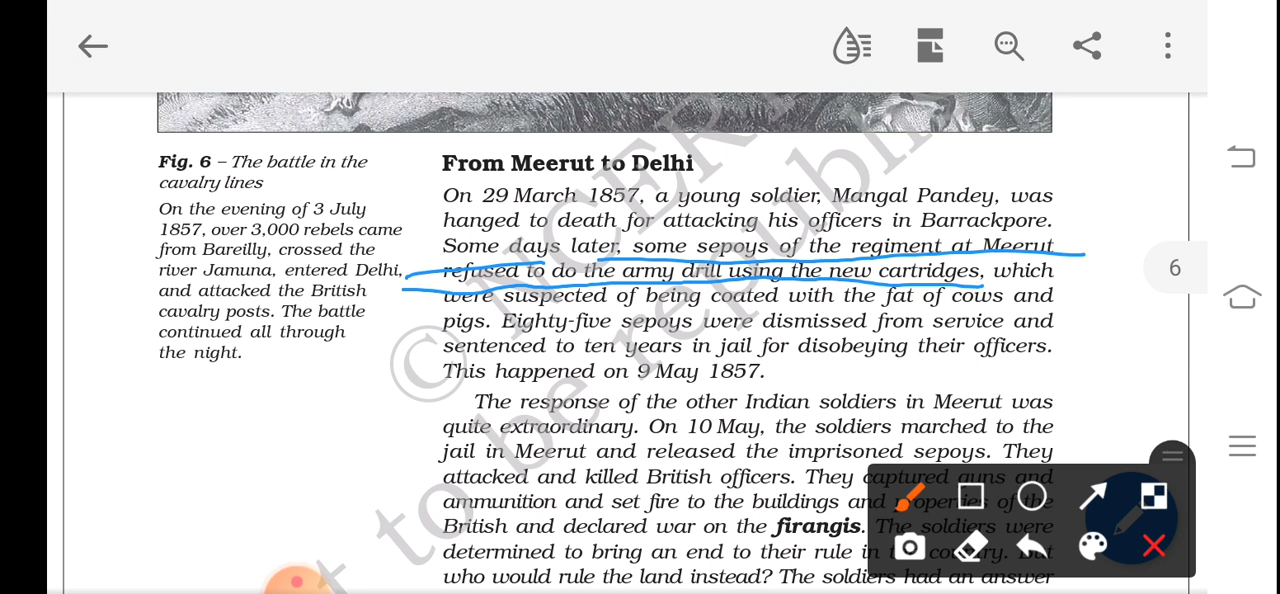 Fig. 6 – The battle in the
cavalry lines
On the evening of 3 July
1857, over 3,000 rebels came
from Bareilly, crossed the
river Jamuna, entered Delhi,
and attacked the British
cavalry posts. The battle
continued all through
the night.
From Meerut to Delhi
On 29 March 1857, a young soldier, Mangal Pandey, was
hanged to death for attacking his officers in Barrackpore.
Some days later, some sepoys of the regiment at Meerut
refused to do the army drill using the new cartridges, which
were suspected of being coated with the fat of cows and
pigs. Eighty-five sepoys were dismissed from service and
sentenced to ten years in jail for disobeying their officers.
This happened on 9 May 1857.
The response of the other Indian soldiers in Meerut was
quite extraordinary. On 10 May, the soldiers marched to the
jail in Meerut and released the imprisoned sepoys. They
attacked and killed British officers. They captured guns and
ammunition and set fire to the buildings and properties of the
British and declared war on the firangis. The soldiers were
determined to bring an end to their rule in the country. But
who would rule the land instead? The soldiers had an answer
6
© NCER
t to be republi